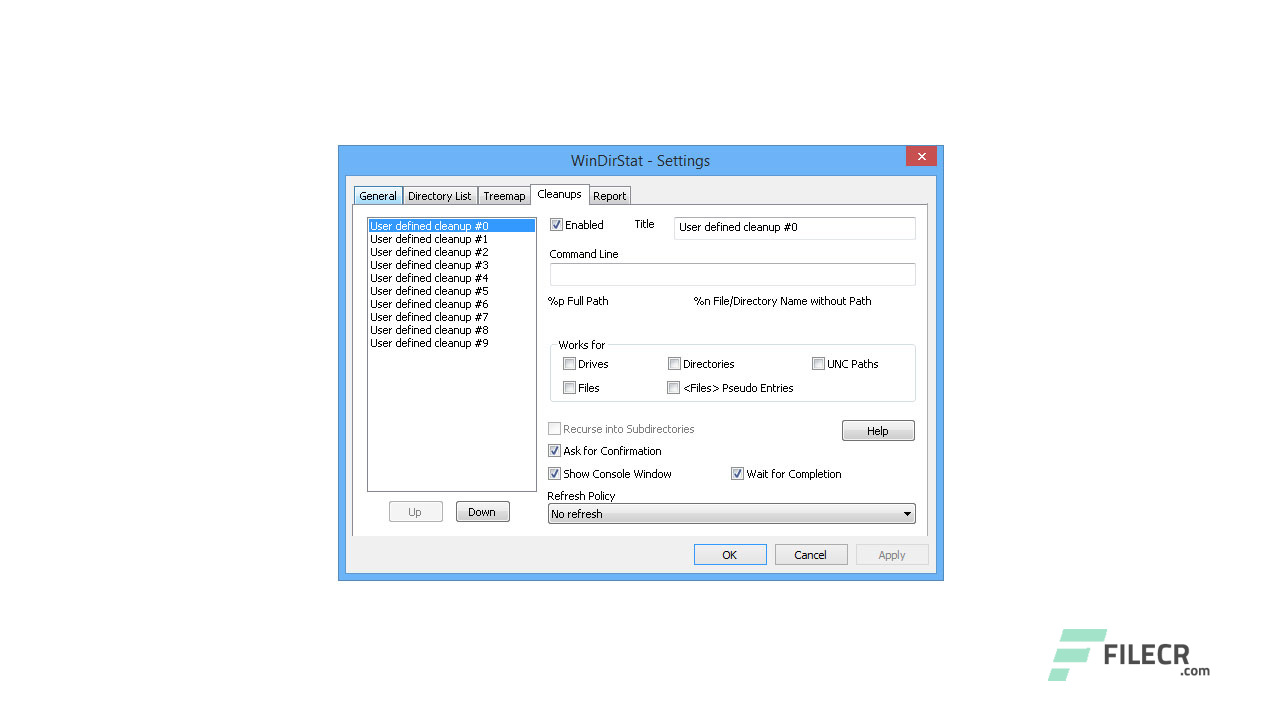 WinDirStat - Settings
General Directory List Treemap Cleanups Report
User defined cleanup #0
User defined cleanup #1
User defined cleanup #2
User defined cleanup #3
User defined cleanup #4
User defined cleanup #5
User defined cleanup #6
User defined cleanup #7
User defined cleanup #8
User defined cleanup #9
Up Down
Enabled Title User defined cleanup #0
Command Line
%p Full Path %n File/Directory Name without Path
Works for
Drives Directories UNC Paths
Files <Files> Pseudo Entries
Recurse into Subdirectories Help
Ask for Confirmation
Show Console Window Wait for Completion
Refresh Policy
No refresh
OK Cancel Apply
FILECR
.com